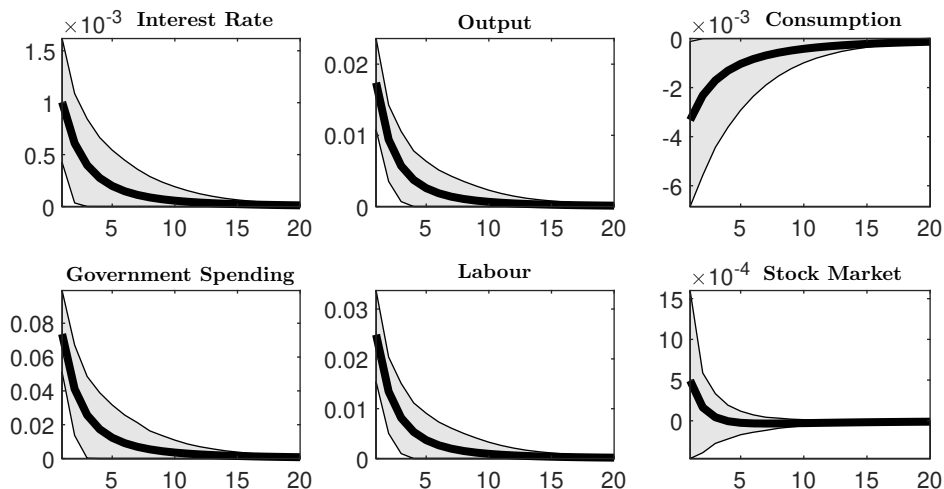 ×10⁻³ Interest Rate
1.5
1
0.5
0
5 10 15 20
Output
0.02
0.01
0
5 10 15 20
×10⁻³ Consumption
0
-2
-4
-6
5 10 15 20
Government Spending
0.08
0.06
0.04
0.02
0
5 10 15 20
Labour
0.03
0.02
0.01
0
5 10 15 20
×10⁻⁴ Stock Market
15
5
0
5 10 15 20